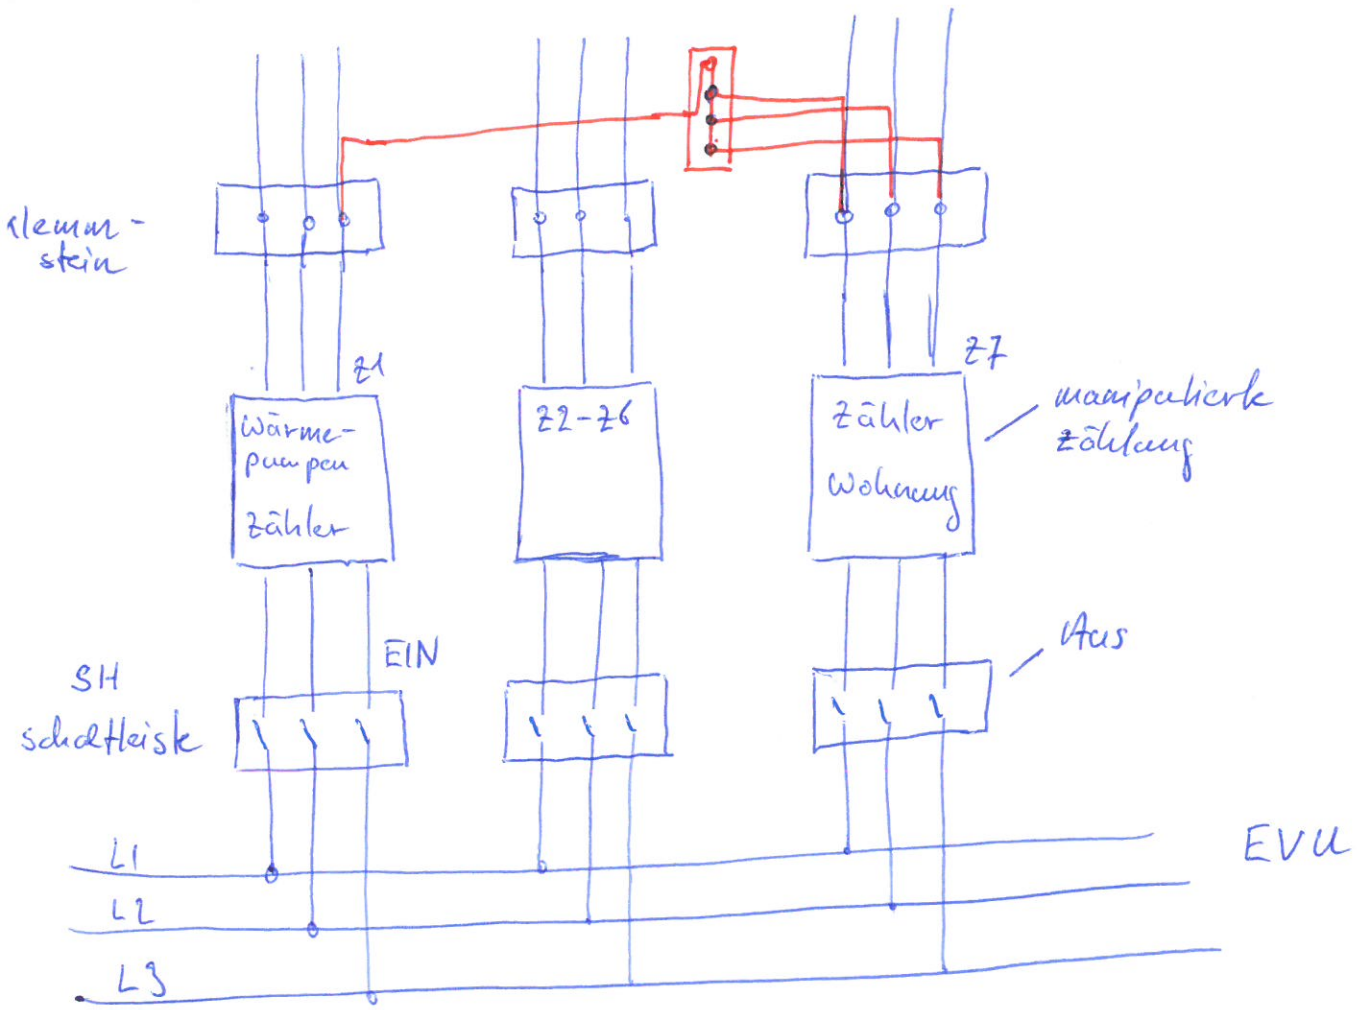 Klemm-
stein
Z1
Wärme-
pumpen
Zähler
Z2-Z6
Z7
Zähler
Wohnung
manipulierte
Zählung
SH
Schaltleiste
EIN
Aus
L1
L2
L3
EVU